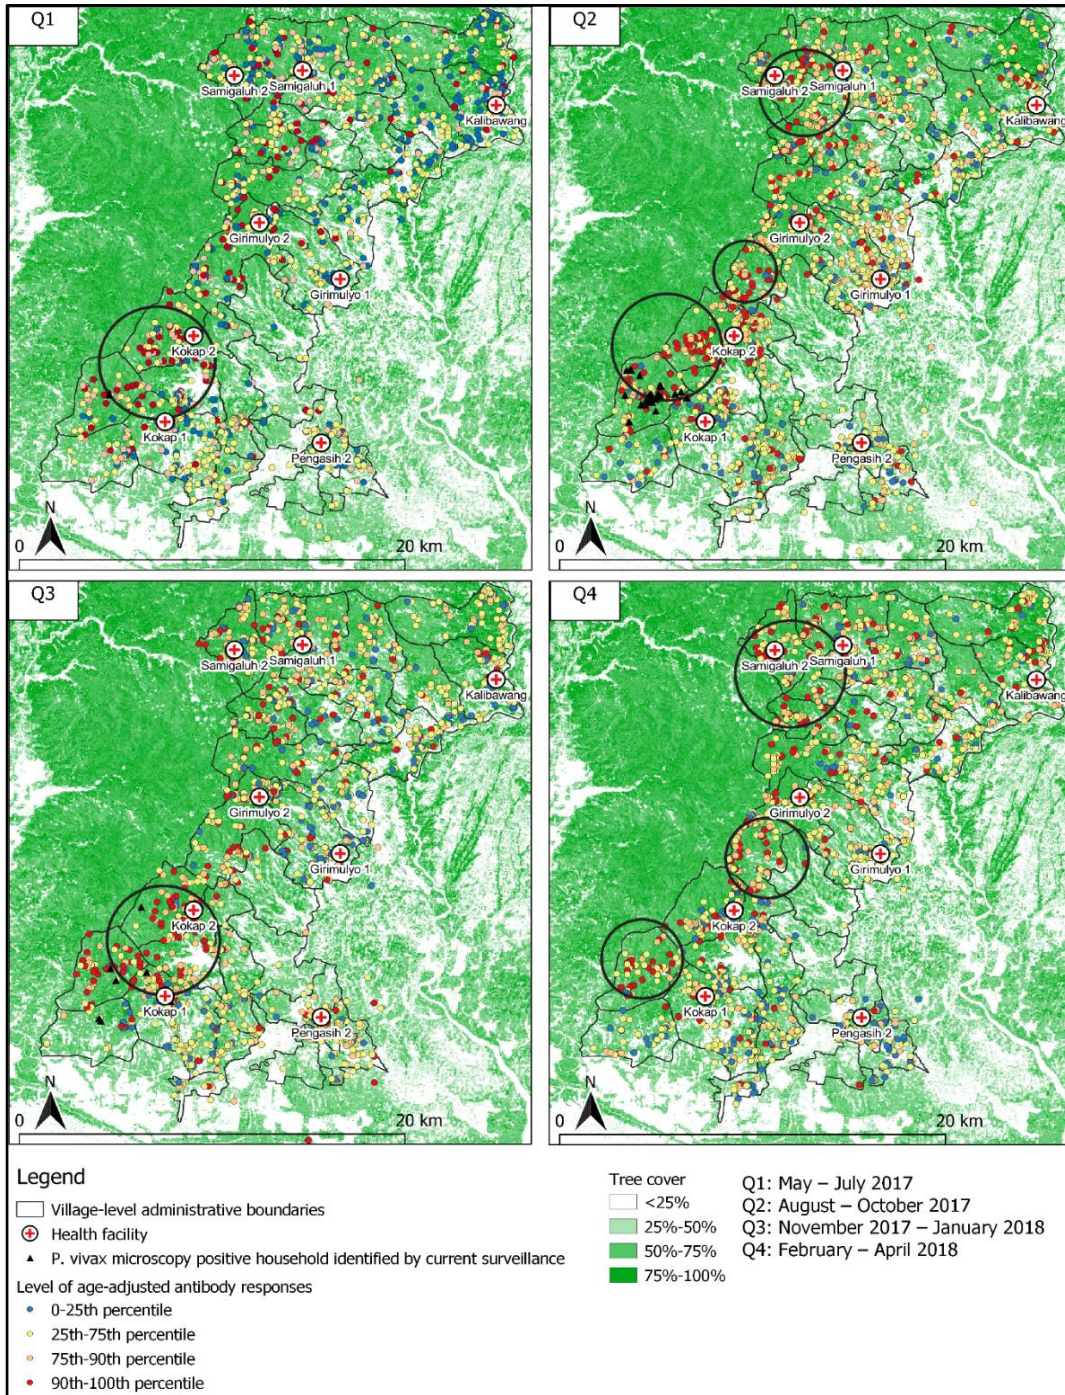 Q1
Samigaluh 2
Samigaluh 1
Kalibawang
Girimulyo 2
Girimulyo 1
Kokap 2
Kokap 1
Pengasih 2
N
0
20 km
Q2
Samigaluh 2
Samigaluh 1
Kalibawang
Girimulyo 2
Girimulyo 1
Kokap 2
Kokap 1
Pengasih 2
N
0
20 km
Q3
Samigaluh 2
Samigaluh 1
Kalibawang
Girimulyo 2
Girimulyo 1
Kokap 2
Kokap 1
Pengasih 2
N
0
20 km
Q4
Samigaluh 2
Samigaluh 1
Kalibawang
Girimulyo 2
Girimulyo 1
Kokap 2
Kokap 1
Pengasih 2
N
0
20 km
Legend
Village-level administrative boundaries
Health facility
P. vivax microscopy positive household identified by current surveillance
Level of age-adjusted antibody responses
0-25th percentile
25th-75th percentile
75th-90th percentile
90th-100th percentile
Tree cover
<25%
25%-50%
50%-75%
75%-100%
Q1: May – July 2017
Q2: August – October 2017
Q3: November 2017 – January 2018
Q4: February – April 2018